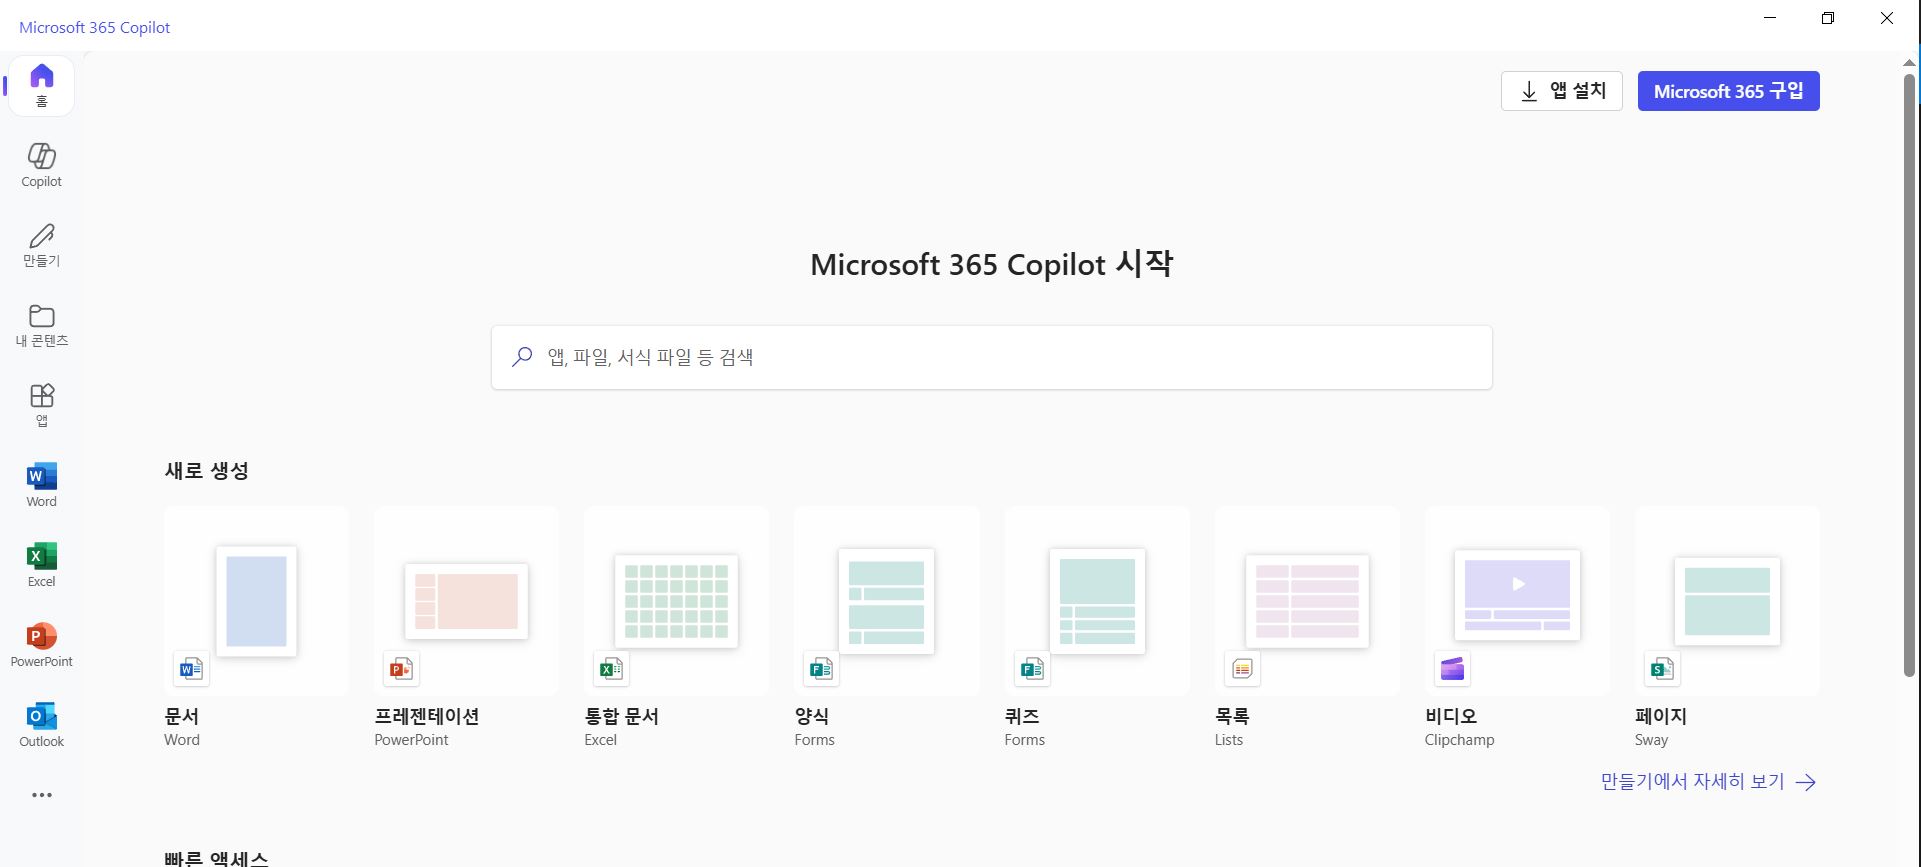 Microsoft 365 Copilot
앱 설치
Microsoft 365 구입
홈
Copilot
만들기
내 콘텐츠
앱
Word
Excel
PowerPoint
Outlook
Microsoft 365 Copilot 시작
앱, 파일, 서식 파일 등 검색
새로 생성
문서
Word
프레젠테이션
PowerPoint
통합 문서
Excel
양식
Forms
퀴즈
Forms
목록
Lists
비디오
Clipchamp
페이지
Sway
만들기에서 자세히 보기
빠른 액세스